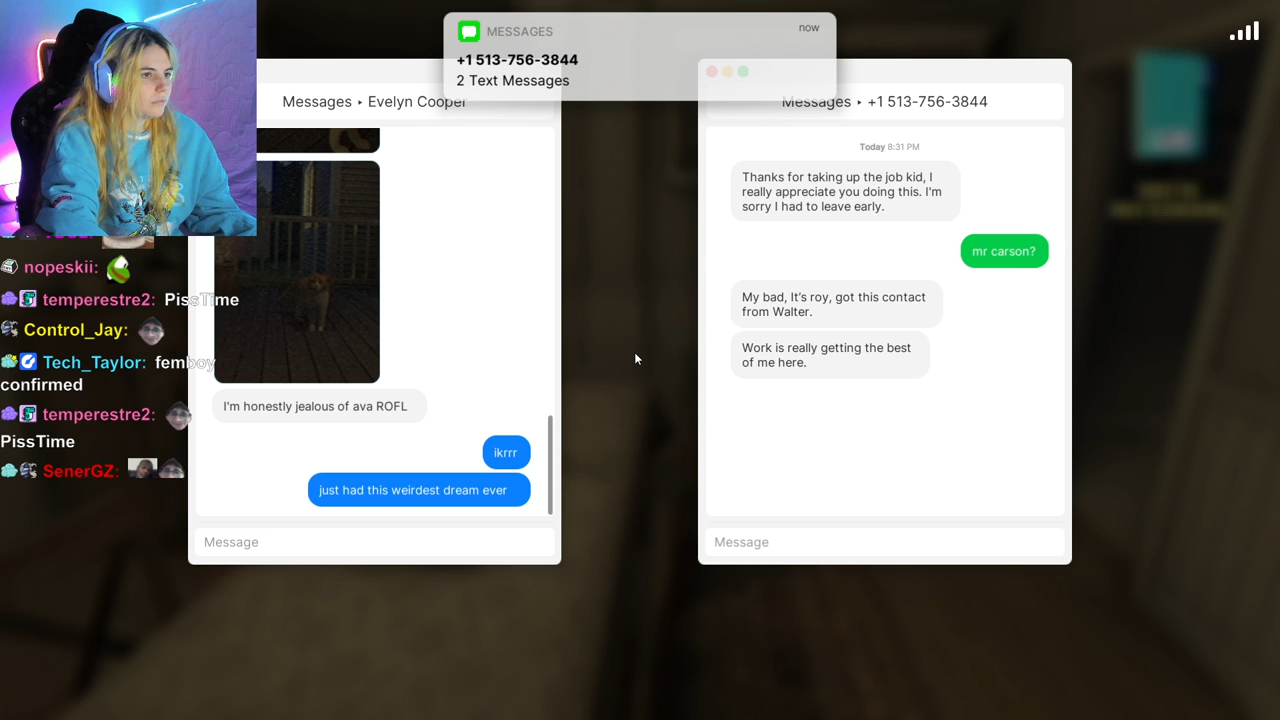 MESSAGES
now
+1 513-756-3844
2 Text Messages
Messages ‣ Evelyn Cooper
Messages ‣ +1 513-756-3844
I'm honestly jealous of ava ROFL
ikrrr
just had this weirdest dream ever
Message
Today 8:31 PM
Thanks for taking up the job kid, I
really appreciate you doing this. I'm
sorry I had to leave early.
mr carson?
My bad, It's roy, got this contact
from Walter.
Work is really getting the best
of me here.
Message
nopeskii:
temperestre2: PissTime
Control_Jay:
Tech_Taylor: femboy
confirmed
temperestre2:
PissTime
SenerGZ: